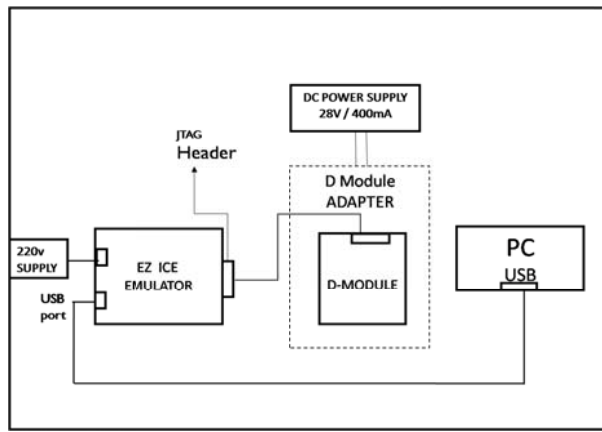 DC POWER SUPPLY
28V / 400mA
JTAG
Header
D Module
ADAPTER
220v
SUPPLY
EZ ICE
EMULATOR
D-MODULE
PC
USB
USB
port